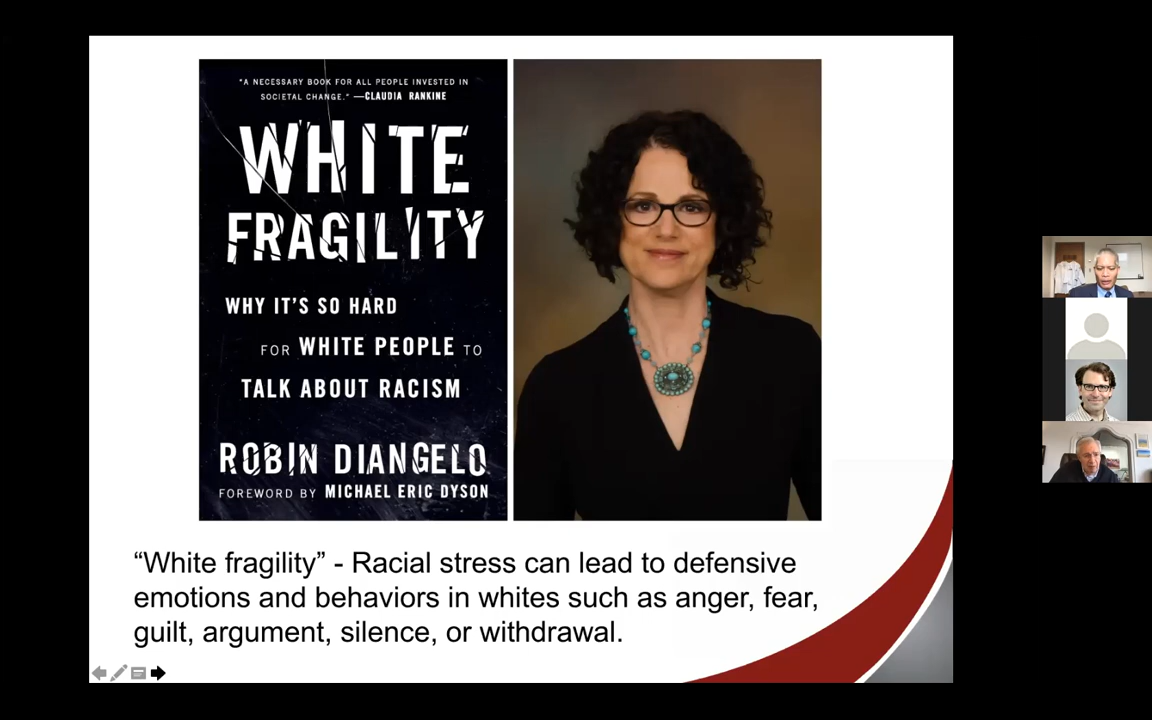 "A NECESSARY BOOK FOR ALL PEOPLE INVESTED IN
SOCIETAL CHANGE." —CLAUDIA RANKINE
WHITE
FRAGILITY
WHY IT'S SO HARD
FOR WHITE PEOPLE TO
TALK ABOUT RACISM
ROBIN DIANGELO
FOREWORD BY MICHAEL ERIC DYSON
“White fragility” - Racial stress can lead to defensive
emotions and behaviors in whites such as anger, fear,
guilt, argument, silence, or withdrawal.